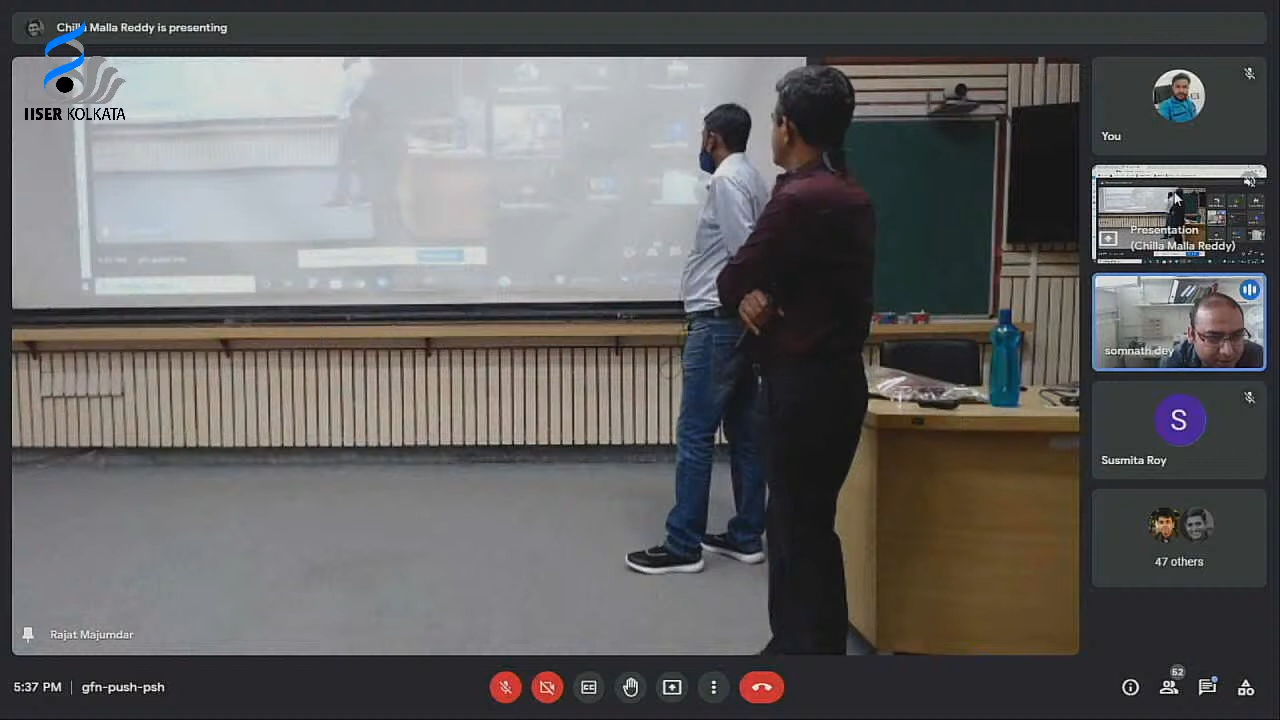 Chilla Malla Reddy is presenting
IISER KOLKATA
You
Presentation
(Chilla Malla Reddy)
somnath dey
S
Susmita Roy
47 others
Rajat Majumdar
5:37 PM | gfn-push-psh
52